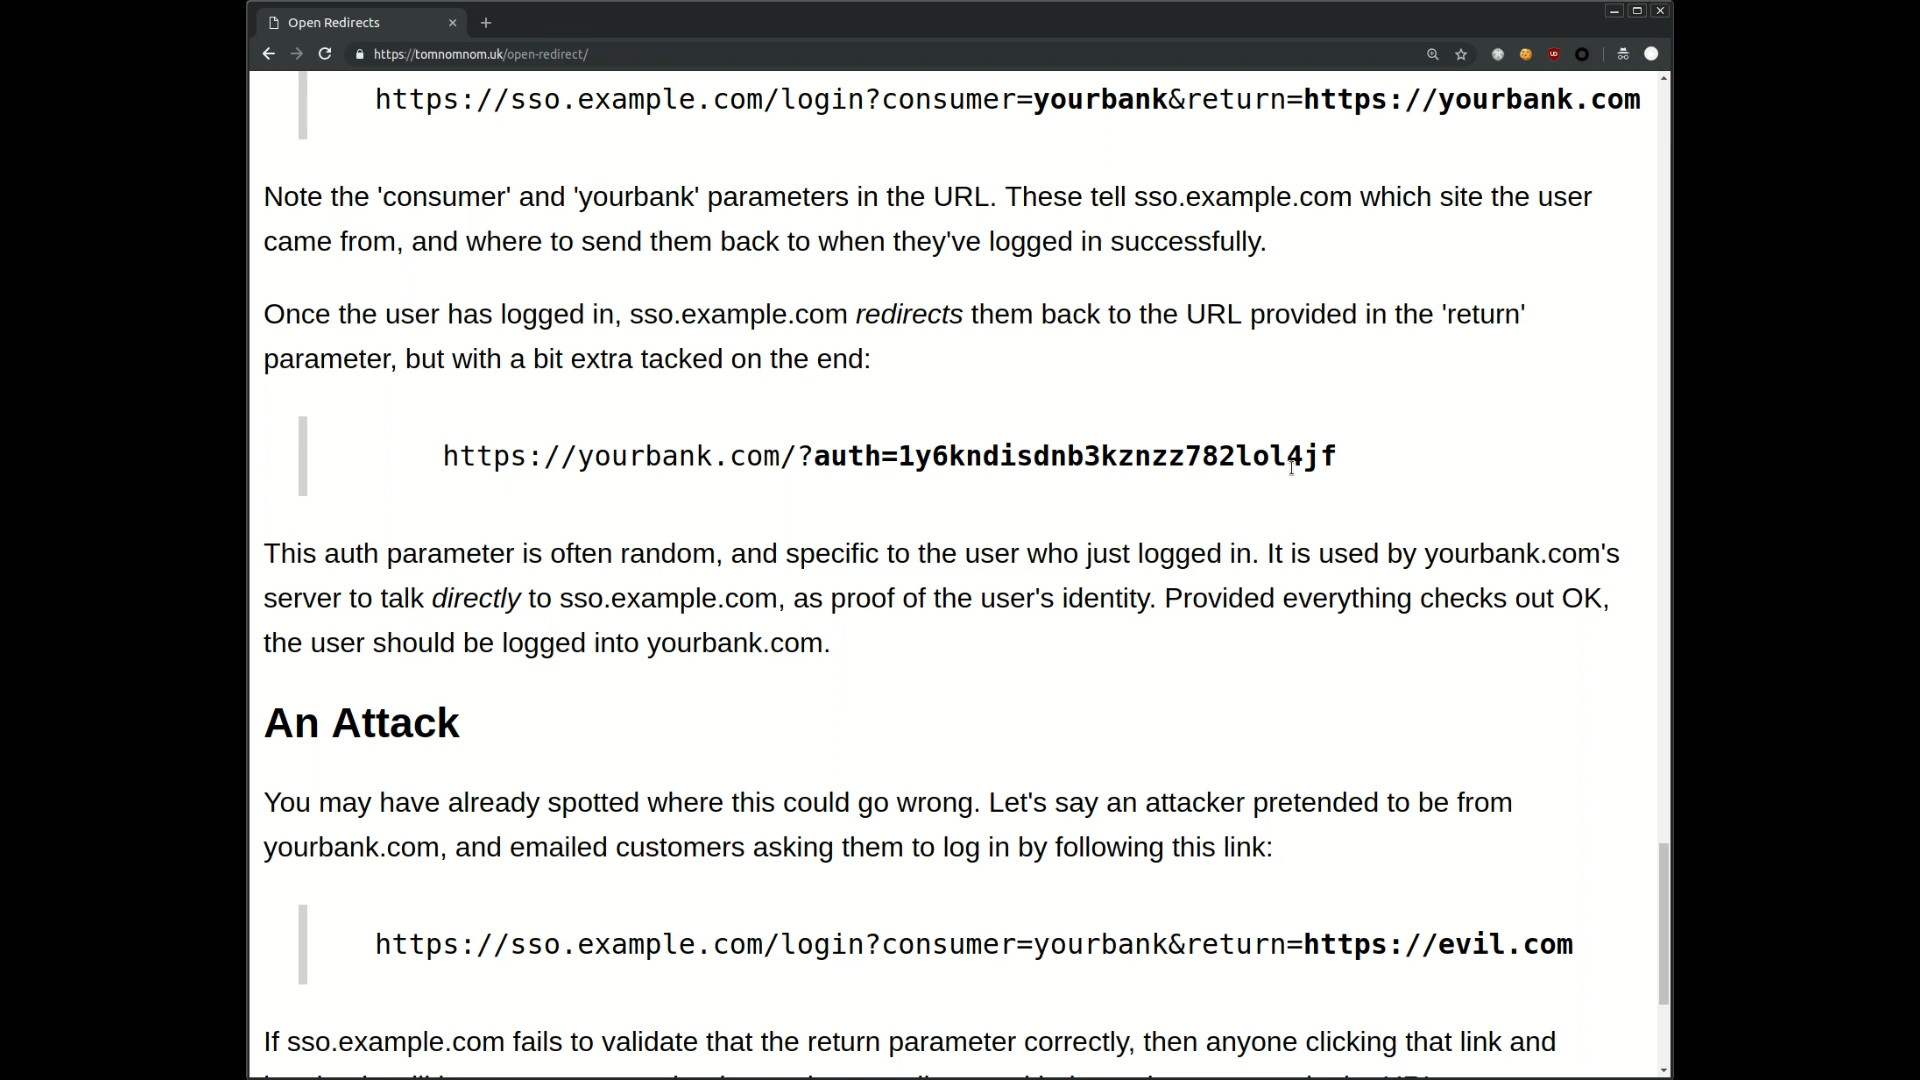 Open Redirects
https://tomnomnom.uk/open-redirect/
https://sso.example.com/login?consumer=yourbank&return=https://yourbank.com
Note the 'consumer' and 'yourbank' parameters in the URL. These tell sso.example.com which site the user
came from, and where to send them back to when they've logged in successfully.
Once the user has logged in, sso.example.com redirects them back to the URL provided in the 'return'
parameter, but with a bit extra tacked on the end:
https://yourbank.com/?auth=1y6kndisdnb3kznzz782lol4jf
This auth parameter is often random, and specific to the user who just logged in. It is used by yourbank.com's
server to talk directly to sso.example.com, as proof of the user's identity. Provided everything checks out OK,
the user should be logged into yourbank.com.
An Attack
You may have already spotted where this could go wrong. Let's say an attacker pretended to be from
yourbank.com, and emailed customers asking them to log in by following this link:
https://sso.example.com/login?consumer=yourbank&return=https://evil.com
If sso.example.com fails to validate that the return parameter correctly, then anyone clicking that link and